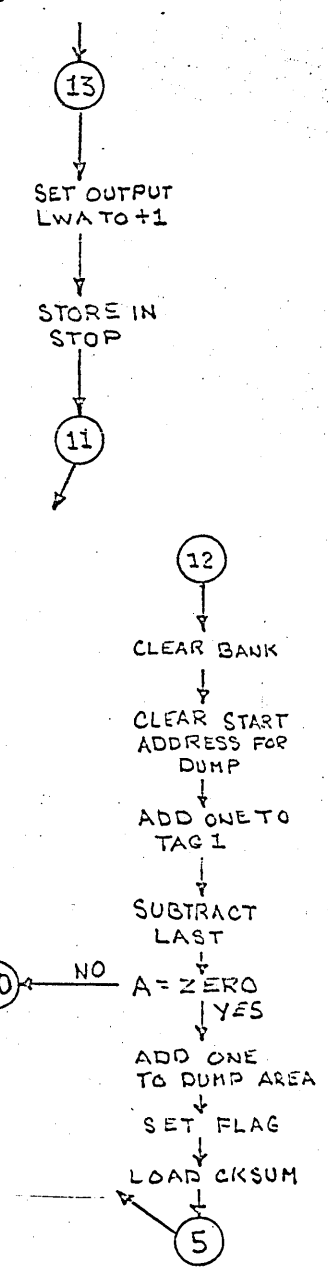 13
SET OUTPUT
LWA TO +1
STORE IN
STOP
11
12
CLEAR BANK
CLEAR START
ADDRESS FOR
DUMP
ADD ONE TO
TAG 1
SUBTRACT
LAST
NO
A = ZERO
YES
ADD ONE
TO DUMP AREA
SET FLAG
LOAD CKSUM
5